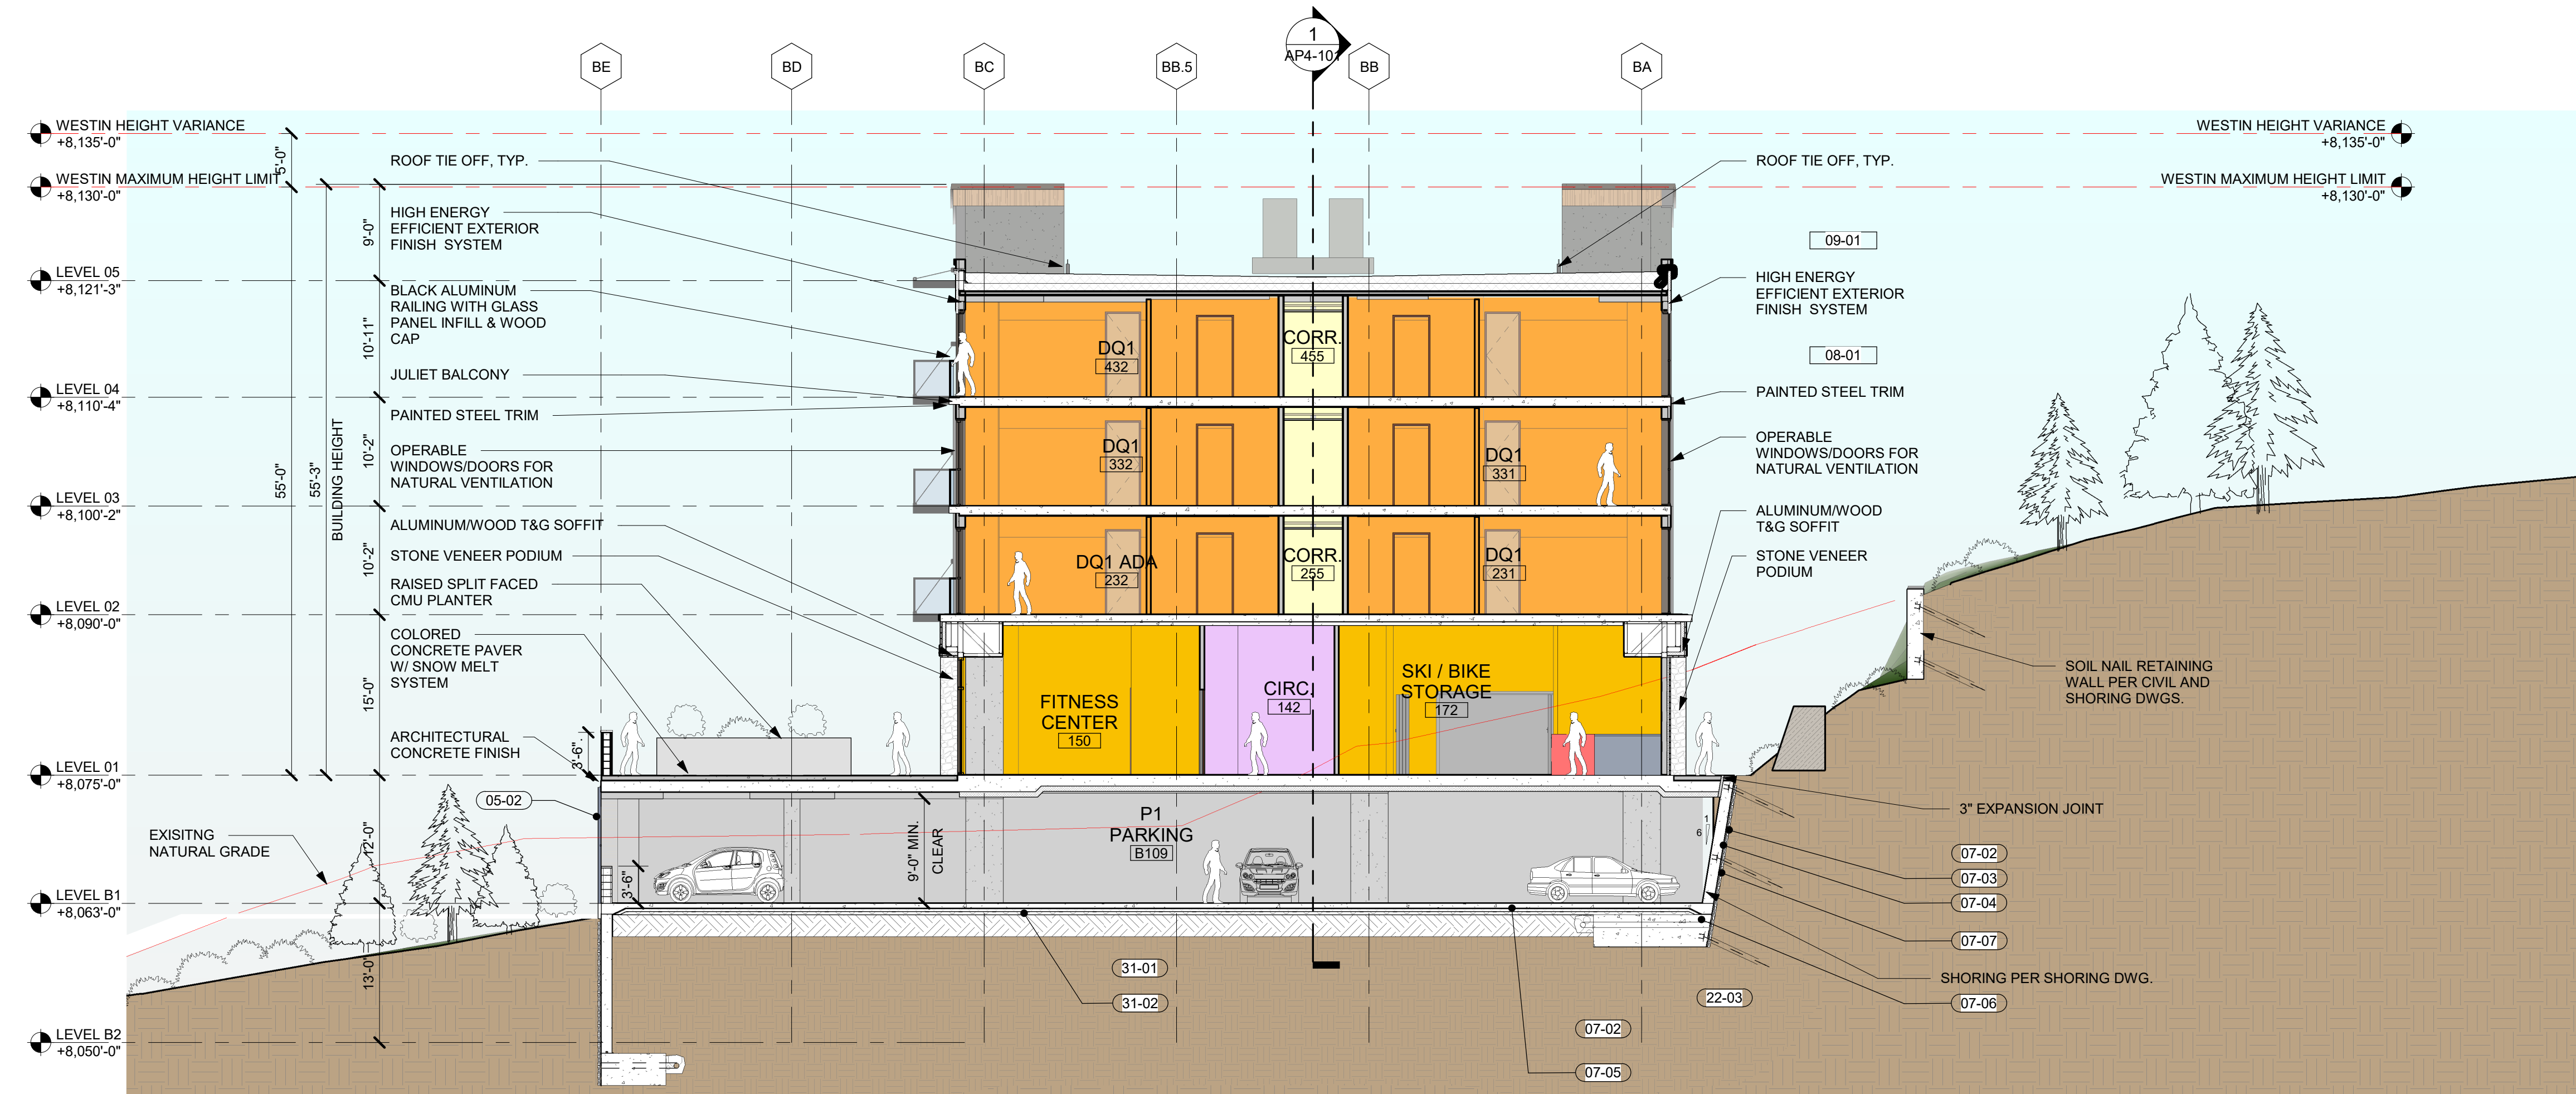 1
AP4-101
BE
BD
BC
BB.5
BB
BA
WESTIN HEIGHT VARIANCE
+8,135'-0"
WESTIN MAXIMUM HEIGHT LIMIT
+8,130'-0"
LEVEL 05
+8,121'-3"
LEVEL 04
+8,110'-4"
LEVEL 03
+8,100'-2"
LEVEL 02
+8,090'-0"
LEVEL 01
+8,075'-0"
LEVEL B1
+8,063'-0"
LEVEL B2
+8,050'-0"
EXISITNG
NATURAL GRADE
5'-0"
55'-0"
55'-3"
BUILDING HEIGHT
9'-0"
10'-11"
10'-2"
10'-2"
15'-0"
12'-0"
13'-0"
ROOF TIE OFF, TYP.
HIGH ENERGY
EFFICIENT EXTERIOR
FINISH SYSTEM
BLACK ALUMINUM
RAILING WITH GLASS
PANEL INFILL & WOOD
CAP
JULIET BALCONY
PAINTED STEEL TRIM
OPERABLE
WINDOWS/DOORS FOR
NATURAL VENTILATION
ALUMINUM/WOOD T&G SOFFIT
STONE VENEER PODIUM
RAISED SPLIT FACED
CMU PLANTER
COLORED
CONCRETE PAVER
W/ SNOW MELT
SYSTEM
ARCHITECTURAL
CONCRETE FINISH
3'-6"
05-02
3'-6"
9'-0" MIN.
CLEAR
DQ1
432
CORR.
455
DQ1
332
DQ1
331
DQ1 ADA
232
CORR.
255
DQ1
231
FITNESS
CENTER
150
CIRC.
142
SKI / BIKE
STORAGE
172
P1
PARKING
B109
1
6
31-01
31-02
22-03
07-02
07-05
WESTIN HEIGHT VARIANCE
+8,135'-0"
WESTIN MAXIMUM HEIGHT LIMIT
+8,130'-0"
ROOF TIE OFF, TYP.
09-01
HIGH ENERGY
EFFICIENT EXTERIOR
FINISH SYSTEM
08-01
PAINTED STEEL TRIM
OPERABLE
WINDOWS/DOORS FOR
NATURAL VENTILATION
ALUMINUM/WOOD
T&G SOFFIT
STONE VENEER
PODIUM
SOIL NAIL RETAINING
WALL PER CIVIL AND
SHORING DWGS.
3" EXPANSION JOINT
07-02
07-03
07-04
07-07
SHORING PER SHORING DWG.
07-06